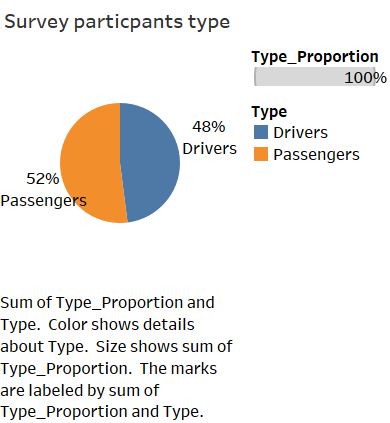 Survey particpants type
Type_Proportion
100%
Type
Drivers
Passengers
48%
Drivers
52%
Passengers
Sum of Type_Proportion and
Type. Color shows details
about Type. Size shows sum of
Type_Proportion. The marks
are labeled by sum of
Type_Proportion and Type.